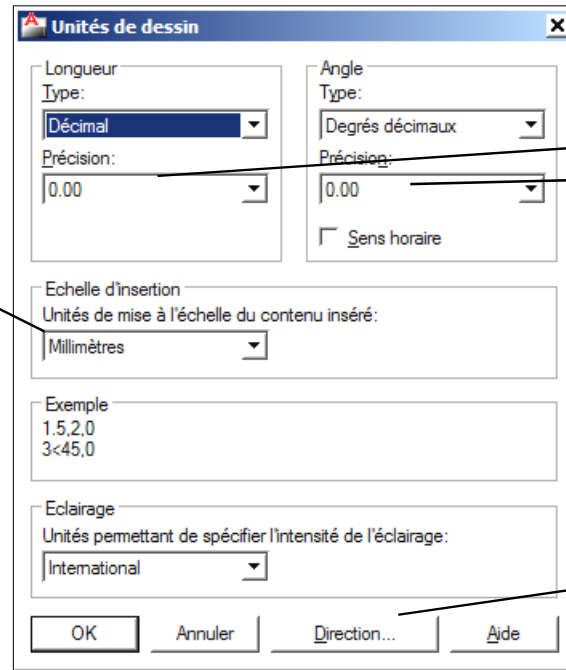 Unités de dessin
Longueur
Type:
Décimal
Précision:
0.00
Angle
Type:
Degrés décimaux
Précision:
0.00
Sens horaire
Echelle d'insertion
Unités de mise à l'échelle du contenu inséré:
Millimètres
Exemple
1.5,2,0
3<45,0
Eclairage
Unités permettant de spécifier l'intensité de l'éclairage:
International
OK Annuler Direction... Aide